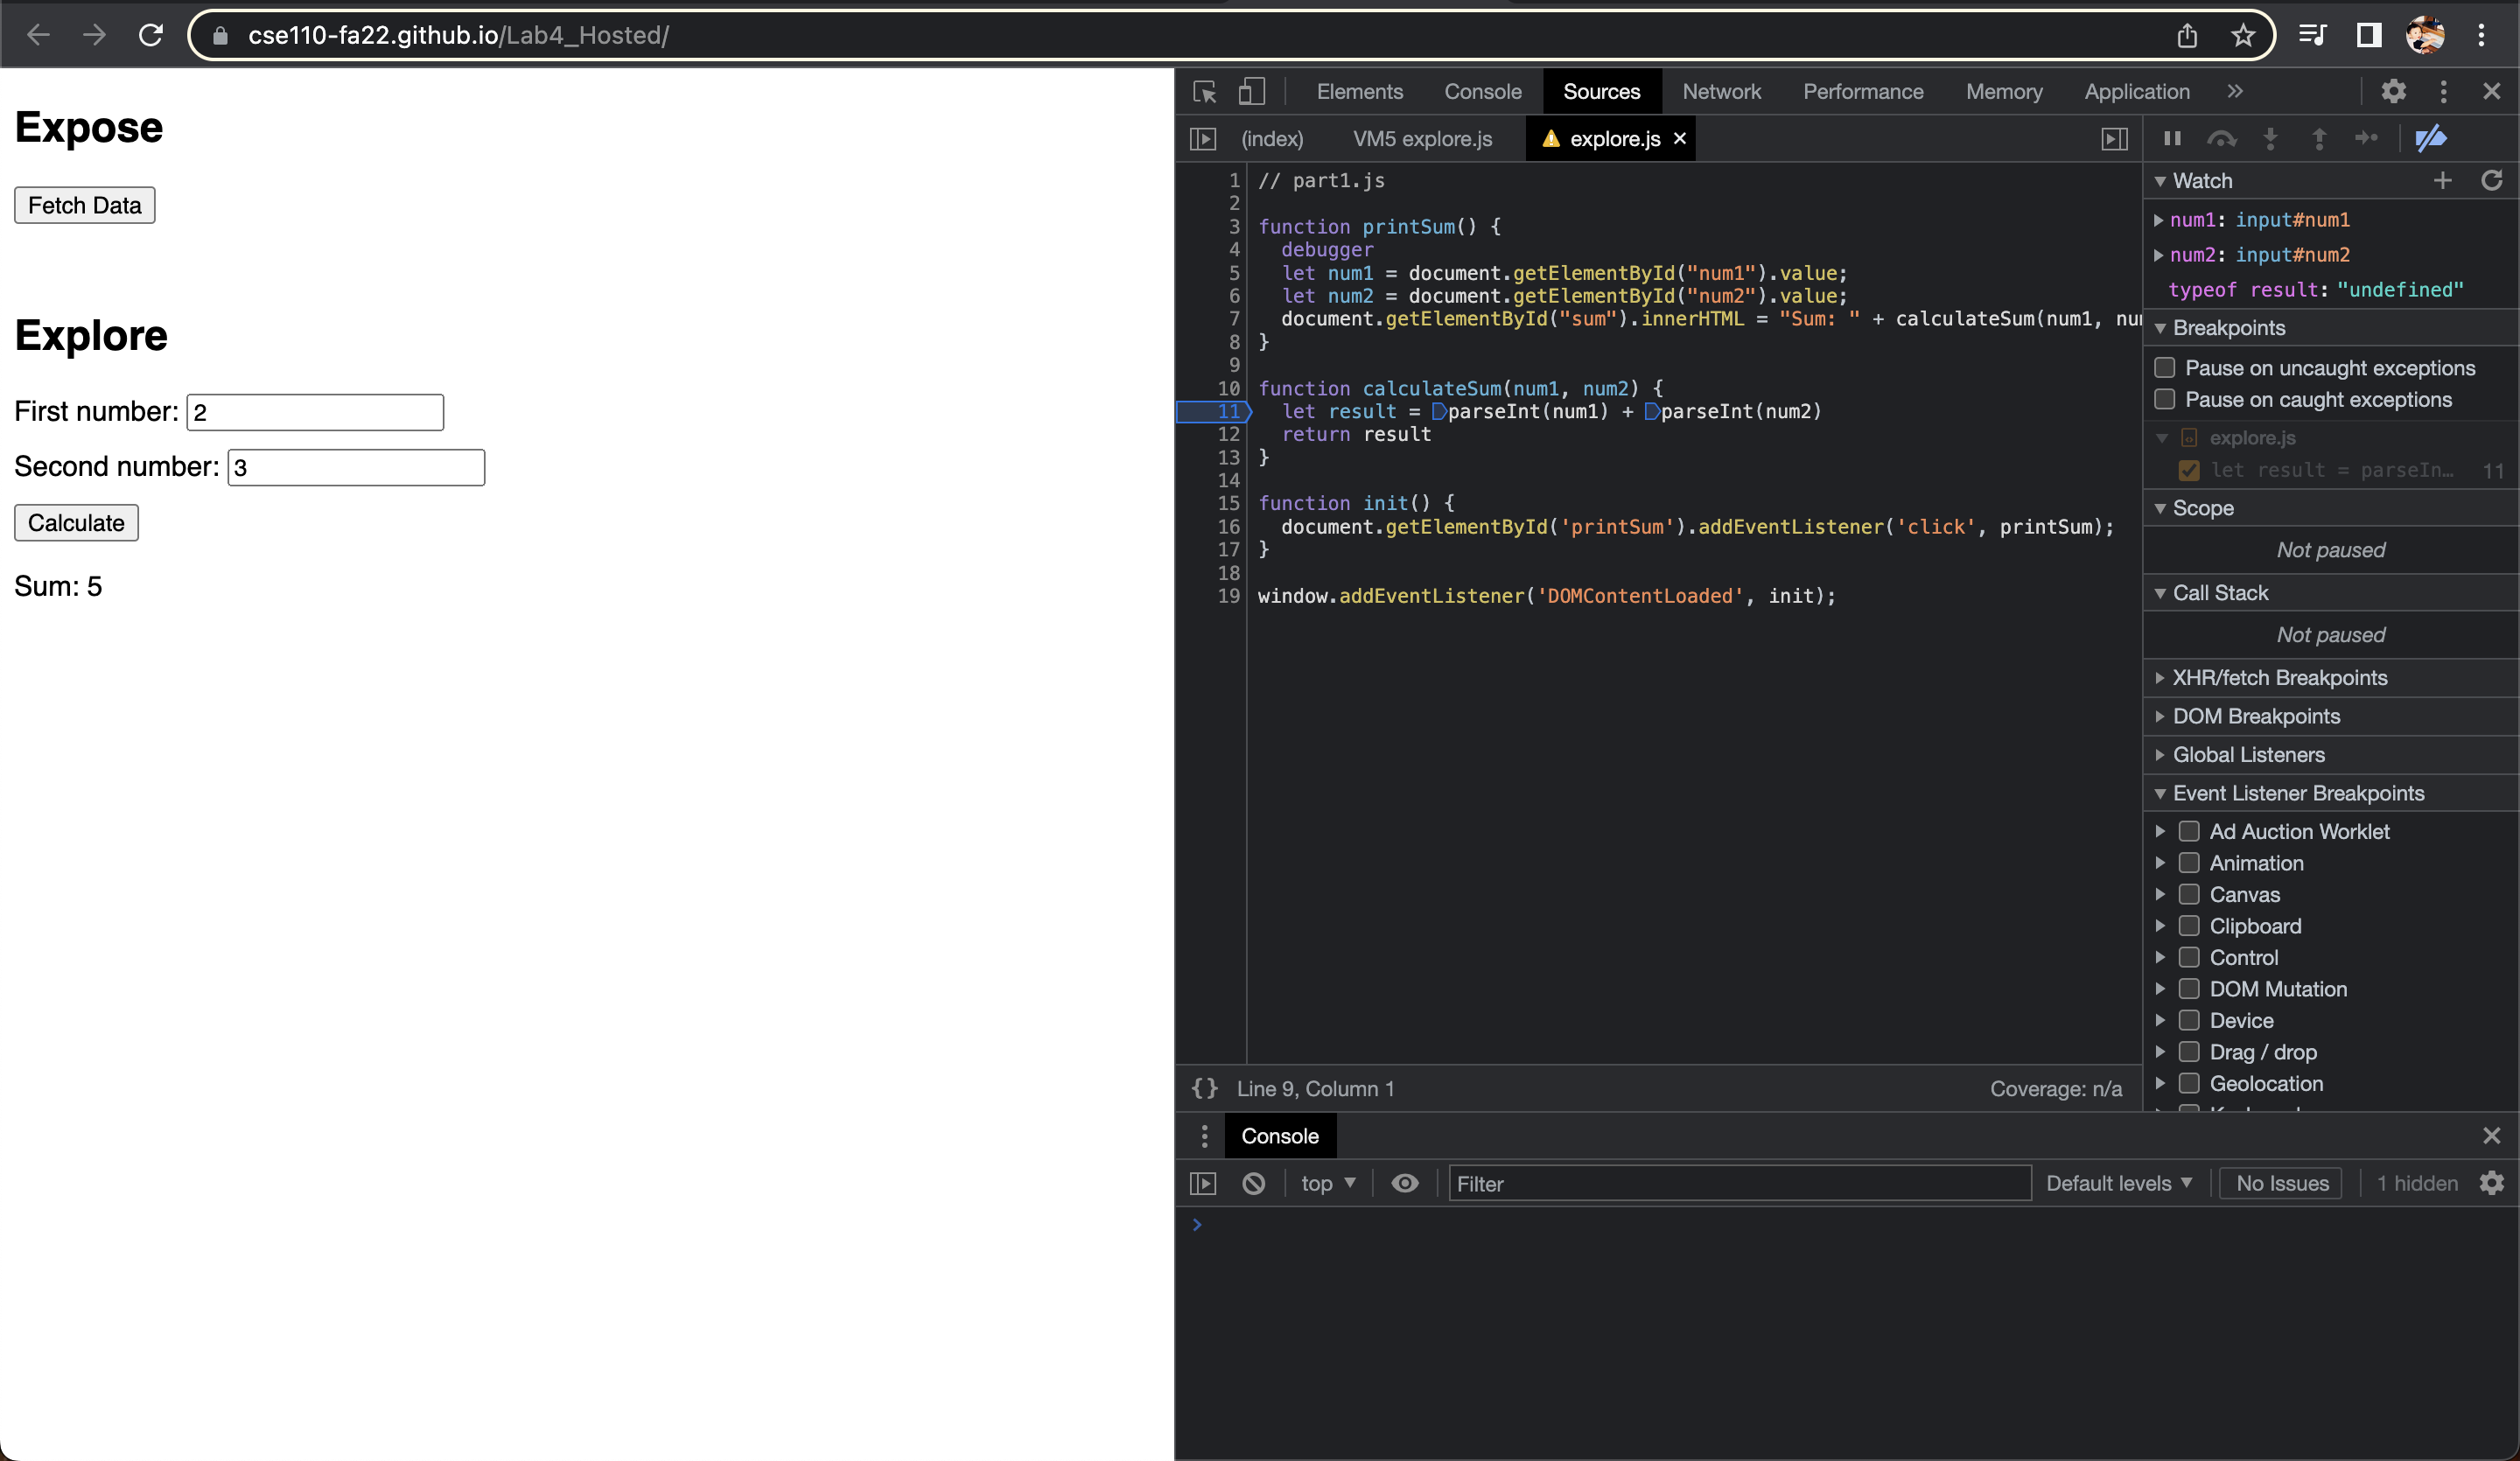 cse110-fa22.github.io/Lab4_Hosted/
Expose
Fetch Data
Explore
First number: 2
Second number: 3
Calculate
Sum: 5
Elements Console Sources Network Performance Memory Application »
(index) VM5 explore.js explore.js ×
1 // part1.js
2
3 function printSum() {
4 debugger
5 let num1 = document.getElementById("num1").value;
6 let num2 = document.getElementById("num2").value;
7 document.getElementById("sum").innerHTML = "Sum: " + calculateSum(num1, nu
8 }
9
10 function calculateSum(num1, num2) {
11 let result = parseInt(num1) + parseInt(num2)
12 return result
13 }
14
15 function init() {
16 document.getElementById('printSum').addEventListener('click', printSum);
17 }
18
19 window.addEventListener('DOMContentLoaded', init);
{} Line 9, Column 1 Coverage: n/a
Watch
num1: input#num1
num2: input#num2
typeof result: "undefined"
Breakpoints
Pause on uncaught exceptions
Pause on caught exceptions
explore.js
let result = parseIn… 11
Scope
Not paused
Call Stack
Not paused
XHR/fetch Breakpoints
DOM Breakpoints
Global Listeners
Event Listener Breakpoints
Ad Auction Worklet
Animation
Canvas
Clipboard
Control
DOM Mutation
Device
Drag / drop
Geolocation
Console
top Filter Default levels No Issues 1 hidden